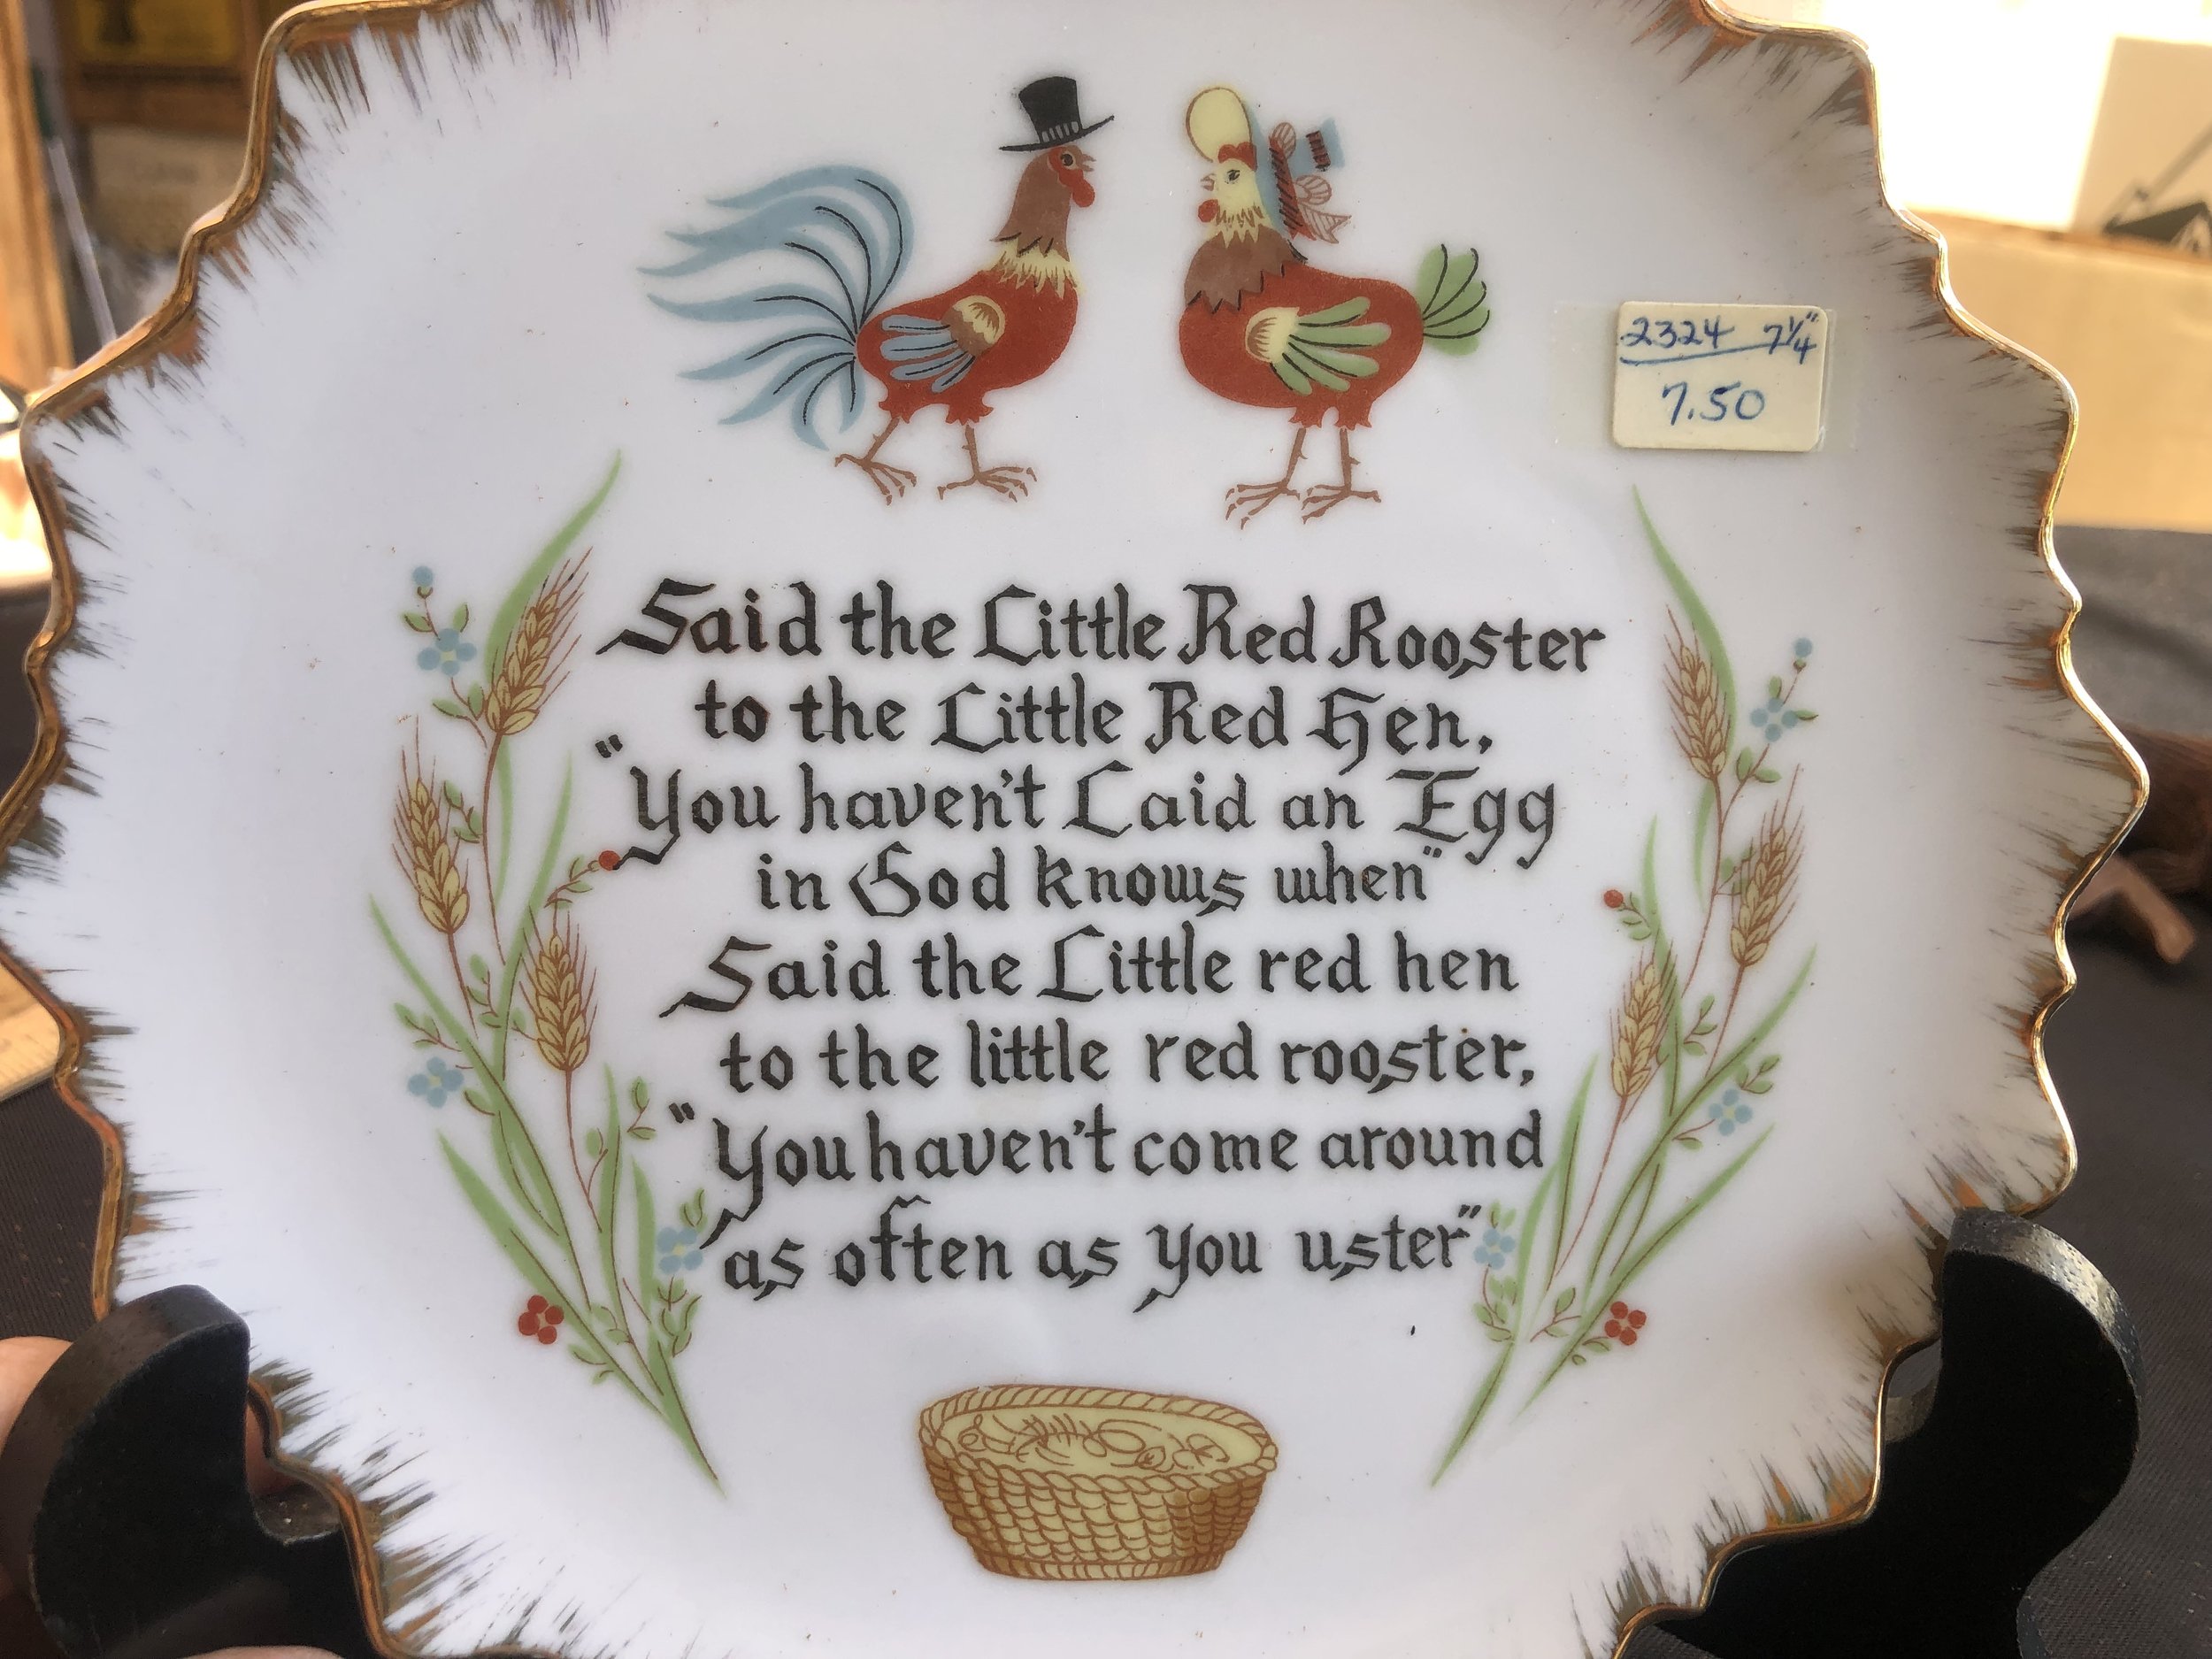 2324 7¼"
7.50
Said the Little Red Rooster
to the Little Red Hen,
"You haven't Laid an Egg
in God knows when"
Said the Little red hen
to the little red rooster,
"You haven't come around
as often as you uster"